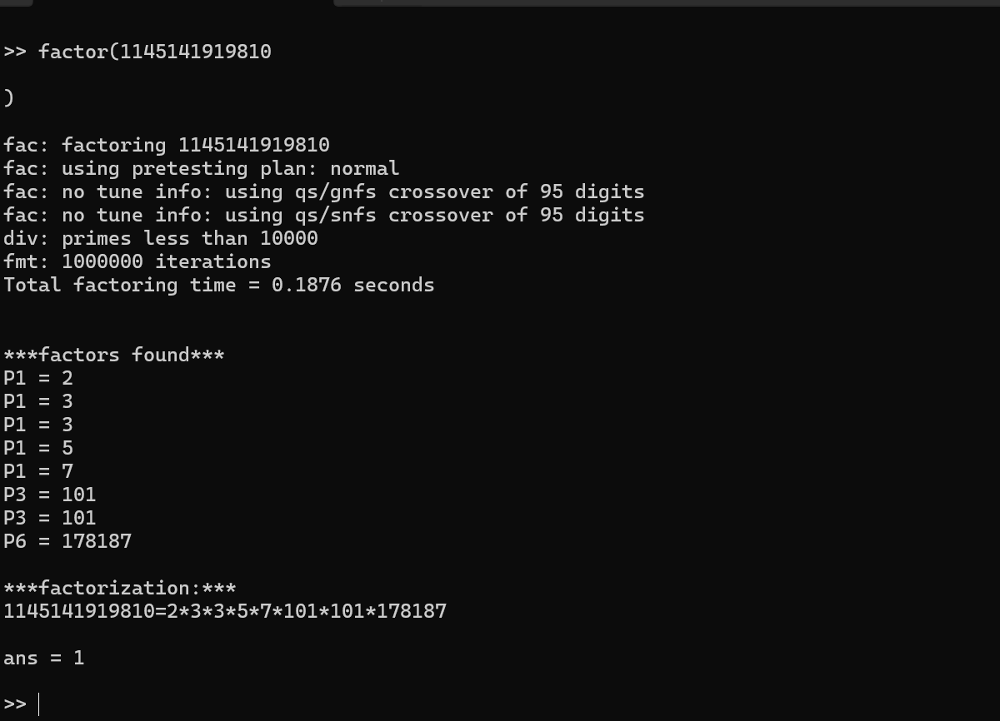 >> factor(1145141919810
)
fac: factoring 1145141919810
fac: using pretesting plan: normal
fac: no tune info: using qs/gnfs crossover of 95 digits
fac: no tune info: using qs/snfs crossover of 95 digits
div: primes less than 10000
fmt: 1000000 iterations
Total factoring time = 0.1876 seconds
***factors found***
P1 = 2
P1 = 3
P1 = 3
P1 = 5
P1 = 7
P3 = 101
P3 = 101
P6 = 178187
***factorization:***
1145141919810=2*3*3*5*7*101*101*178187
ans = 1
>>